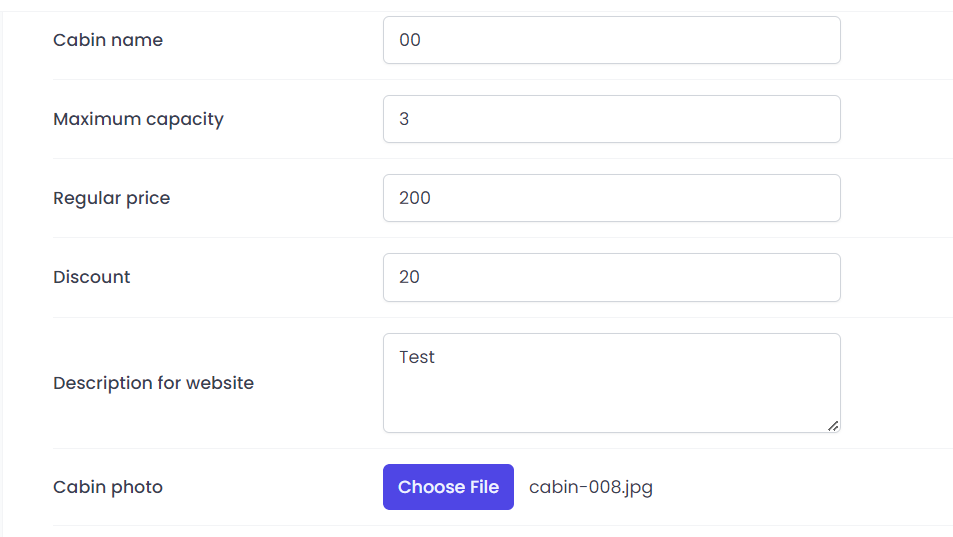 Cabin name 00
Maximum capacity 3
Regular price 200
Discount 20
Description for website Test
Cabin photo Choose File cabin-008.jpg